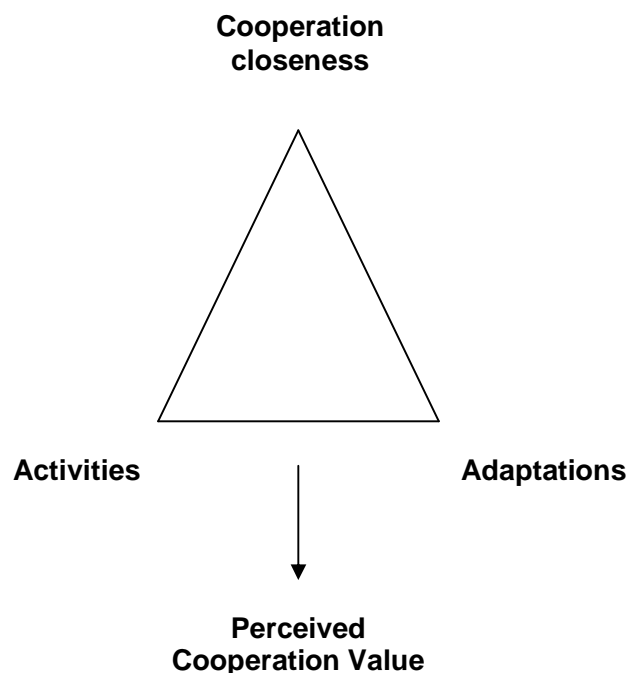 Cooperation
closeness
Activities
Adaptations
Perceived
Cooperation Value